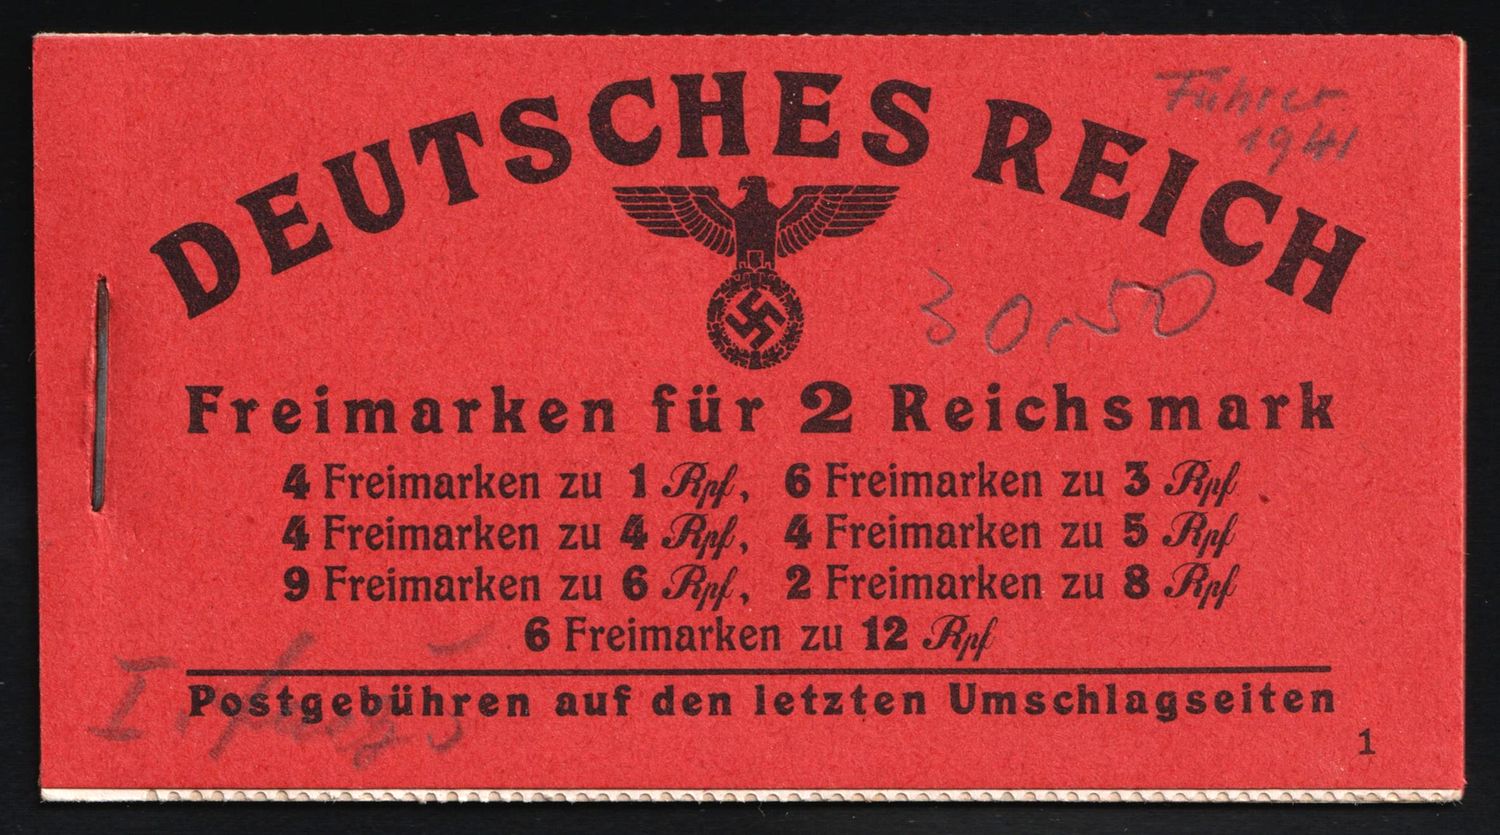 DEUTSCHES REICH
Führer
1941
30,50
Freimarken für 2 Reichsmark
4 Freimarken zu 1 Rpf, 6 Freimarken zu 3 Rpf
4 Freimarken zu 4 Rpf, 4 Freimarken zu 5 Rpf
9 Freimarken zu 6 Rpf, 2 Freimarken zu 8 Rpf
6 Freimarken zu 12 Rpf
Postgebühren auf den letzten Umschlagseiten
1